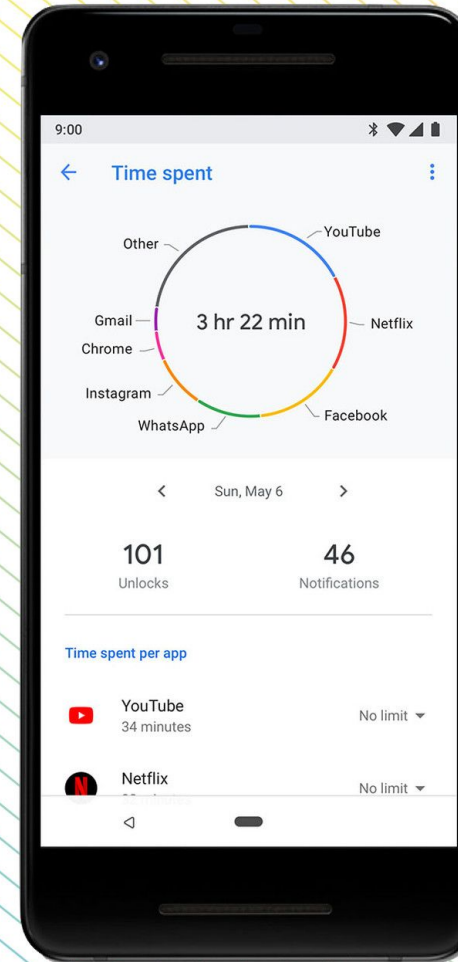 9:00
Time spent
Other
YouTube
Gmail
3 hr 22 min
Netflix
Chrome
Instagram
Facebook
WhatsApp
Sun, May 6
101
46
Unlocks
Notifications
Time spent per app
YouTube
34 minutes
No limit
Netflix
No limit